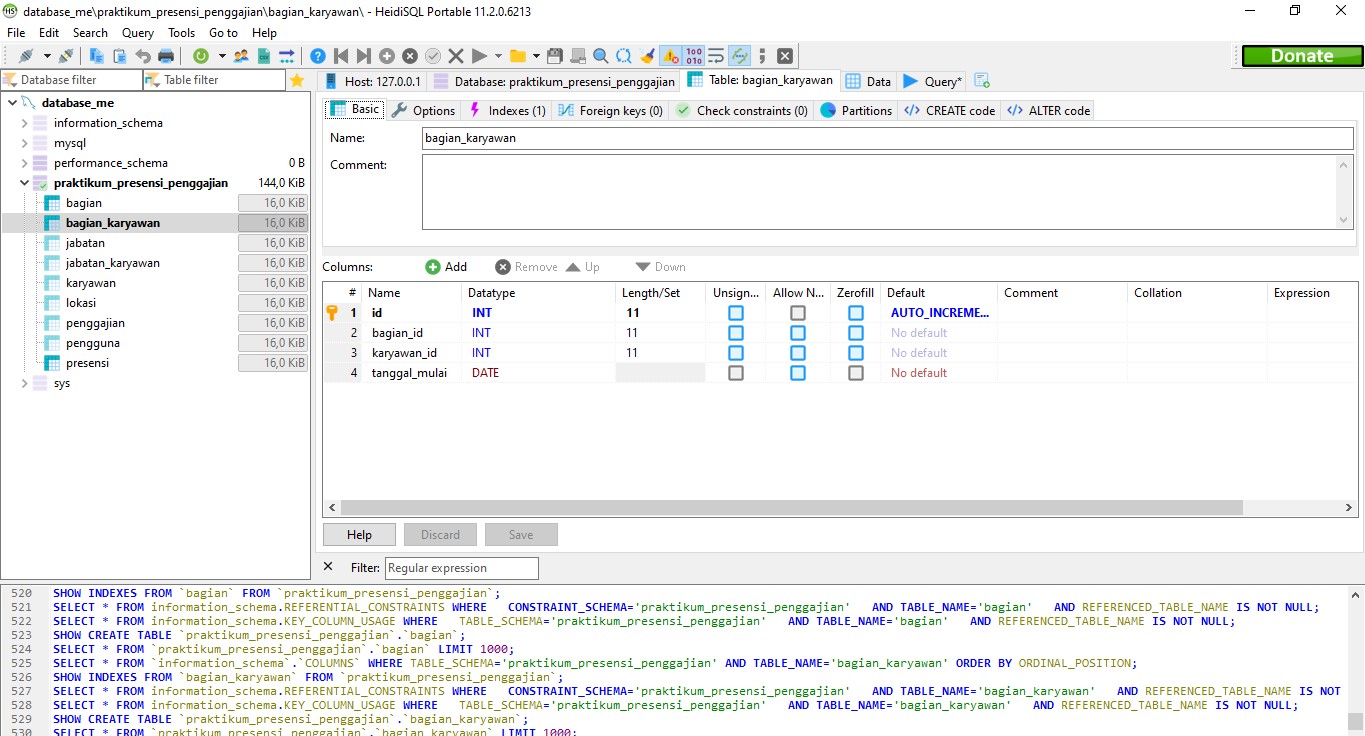 database_me\praktikum_presensi_penggajian\bagian_karyawan\ - HeidiSQL Portable 11.2.0.6213
File Edit Search Query Tools Go to Help
Donate
Database filter Table filter
Host: 127.0.0.1 Database: praktikum_presensi_penggajian Table: bagian_karyawan Data Query*
database_me
information_schema
mysql
performance_schema 0 B
praktikum_presensi_penggajian 144,0 KiB
bagian 16,0 KiB
bagian_karyawan 16,0 KiB
jabatan 16,0 KiB
jabatan_karyawan 16,0 KiB
karyawan 16,0 KiB
lokasi 16,0 KiB
penggajian 16,0 KiB
pengguna 16,0 KiB
presensi 16,0 KiB
sys
Basic Options Indexes (1) Foreign keys (0) Check constraints (0) Partitions CREATE code ALTER code
Name: bagian_karyawan
Comment:
Columns: Add Remove Up Down
# Name Datatype Length/Set Unsign... Allow N... Zerofill Default Comment Collation Expression
1 id INT 11 AUTO_INCREME...
2 bagian_id INT 11 No default
3 karyawan_id INT 11 No default
4 tanggal_mulai DATE No default
Help Discard Save
Filter: Regular expression
520 SHOW INDEXES FROM `bagian` FROM `praktikum_presensi_penggajian`;
521 SELECT * FROM information_schema.REFERENTIAL_CONSTRAINTS WHERE CONSTRAINT_SCHEMA='praktikum_presensi_penggajian' AND TABLE_NAME='bagian' AND REFERENCED_TABLE_NAME IS NOT NULL;
522 SELECT * FROM information_schema.KEY_COLUMN_USAGE WHERE TABLE_SCHEMA='praktikum_presensi_penggajian' AND TABLE_NAME='bagian' AND REFERENCED_TABLE_NAME IS NOT NULL;
523 SHOW CREATE TABLE `praktikum_presensi_penggajian`.`bagian`;
524 SELECT * FROM `praktikum_presensi_penggajian`.`bagian` LIMIT 1000;
525 SELECT * FROM `information_schema`.`COLUMNS` WHERE TABLE_SCHEMA='praktikum_presensi_penggajian' AND TABLE_NAME='bagian_karyawan' ORDER BY ORDINAL_POSITION;
526 SHOW INDEXES FROM `bagian_karyawan` FROM `praktikum_presensi_penggajian`;
527 SELECT * FROM information_schema.REFERENTIAL_CONSTRAINTS WHERE CONSTRAINT_SCHEMA='praktikum_presensi_penggajian' AND TABLE_NAME='bagian_karyawan' AND REFERENCED_TABLE_NAME IS NOT
528 SELECT * FROM information_schema.KEY_COLUMN_USAGE WHERE TABLE_SCHEMA='praktikum_presensi_penggajian' AND TABLE_NAME='bagian_karyawan' AND REFERENCED_TABLE_NAME IS NOT NULL;
529 SHOW CREATE TABLE `praktikum_presensi_penggajian`.`bagian_karyawan`;
530 SELECT * FROM `praktikum_presensi_penggajian`.`bagian_karyawan` LIMIT 1000;